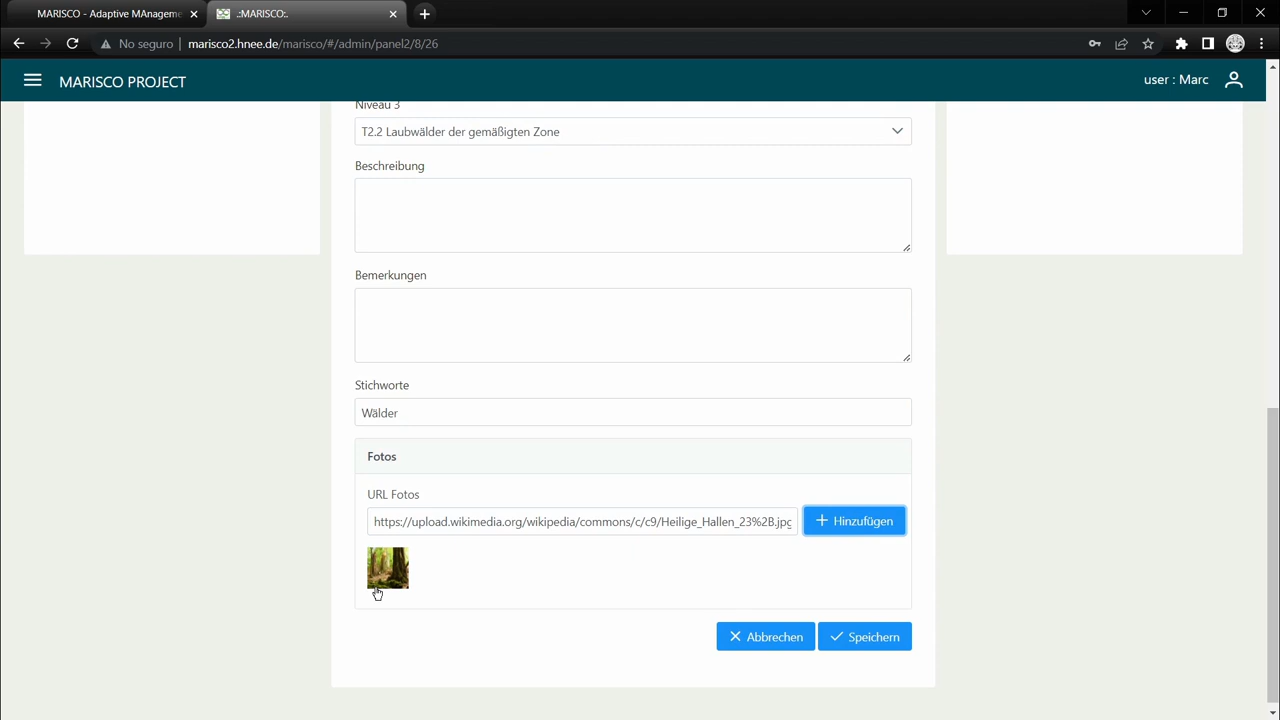 MARISCO - Adaptive MAnageme
.:MARISCO:.
No seguro
marisco2.hnee.de/marisco/#/admin/panel2/8/26
MARISCO PROJECT
user : Marc
Niveau 3
T2.2 Laubwälder der gemäßigten Zone
Beschreibung
Bemerkungen
Stichworte
Wälder
Fotos
URL Fotos
https://upload.wikimedia.org/wikipedia/commons/c/c9/Heilige_Hallen_23%2B.jpg
Hinzufügen
Abbrechen
Speichern